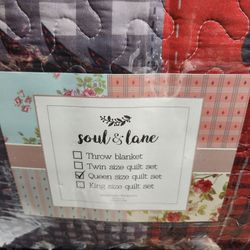 soul & lane
Throw blanket
Twin size quilt set
Queen size quilt set
King size quilt set